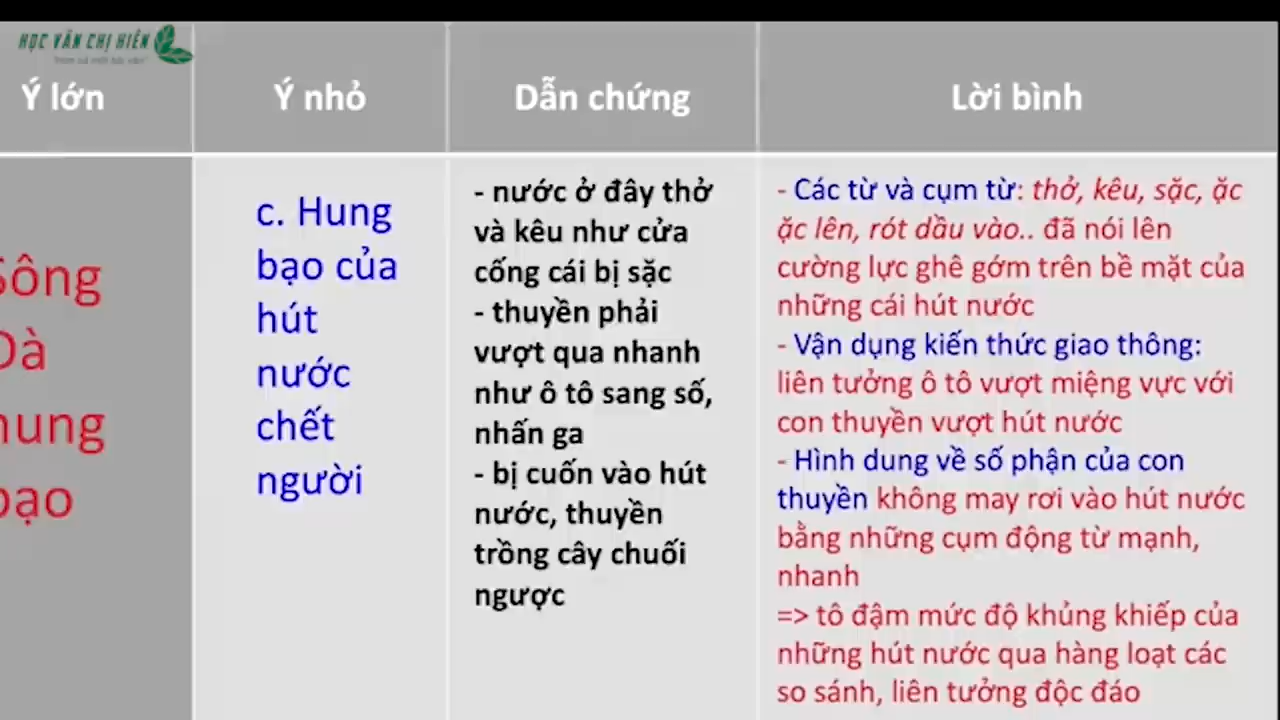 HỌC VĂN CHỊ HIÊN
Ý lớn
Ý nhỏ
Dẫn chứng
Lời bình
Sông
Đà
hung
bạo
c. Hung
bạo của
hút
nước
chết
người
- nước ở đây thở
và kêu như cửa
cống cái bị sặc
- thuyền phải
vượt qua nhanh
như ô tô sang số,
nhấn ga
- bị cuốn vào hút
nước, thuyền
trồng cây chuối
ngược
- Các từ và cụm từ: thở, kêu, sặc, ặc
ặc lên, rót dầu vào.. đã nói lên
cường lực ghê gớm trên bề mặt của
những cái hút nước
- Vận dụng kiến thức giao thông:
liên tưởng ô tô vượt miệng vực với
con thuyền vượt hút nước
- Hình dung về số phận của con
thuyền không may rơi vào hút nước
bằng những cụm động từ mạnh,
nhanh
=> tô đậm mức độ khủng khiếp của
những hút nước qua hàng loạt các
so sánh, liên tưởng độc đáo